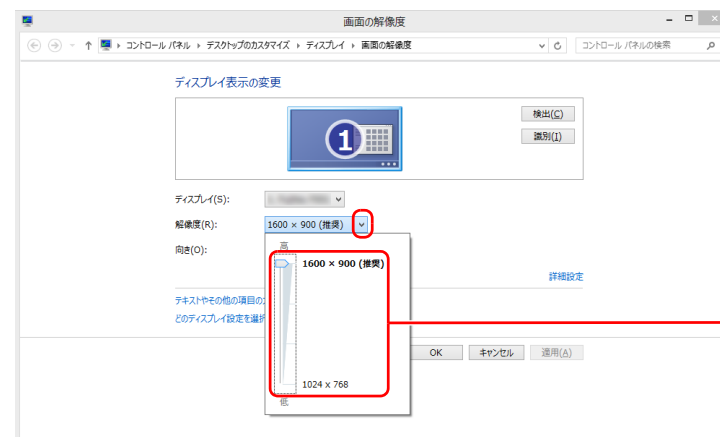 画面の解像度
コントロール パネル ▸ デスクトップのカスタマイズ ▸ ディスプレイ ▸ 画面の解像度
コントロール パネルの検索
ディスプレイ表示の変更
1
検出(C)
識別(I)
ディスプレイ(S):
解像度(R):
1600 × 900 (推奨)
向き(O):
高
1600 × 900 (推奨)
詳細設定
テキストやその他の項目の
どのディスプレイ設定を選択
OK
キャンセル
適用(A)
1024 x 768
低